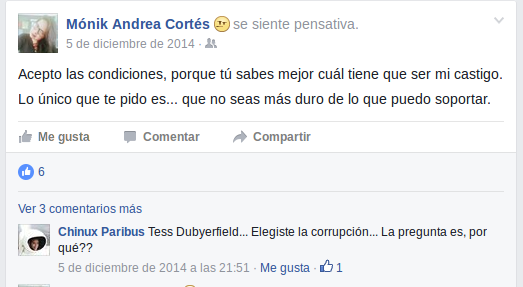 Mónik Andrea Cortés se siente pensativa.
5 de diciembre de 2014 ·
Acepto las condiciones, porque tú sabes mejor cuál tiene que ser mi castigo.
Lo único que te pido es... que no seas más duro de lo que puedo soportar.
Me gusta Comentar Compartir
6
Ver 3 comentarios más
Chinux Paribus Tess Dubyerfield... Elegiste la corrupción... La pregunta es, por
qué??
5 de diciembre de 2014 a las 21:51 · Me gusta · 1